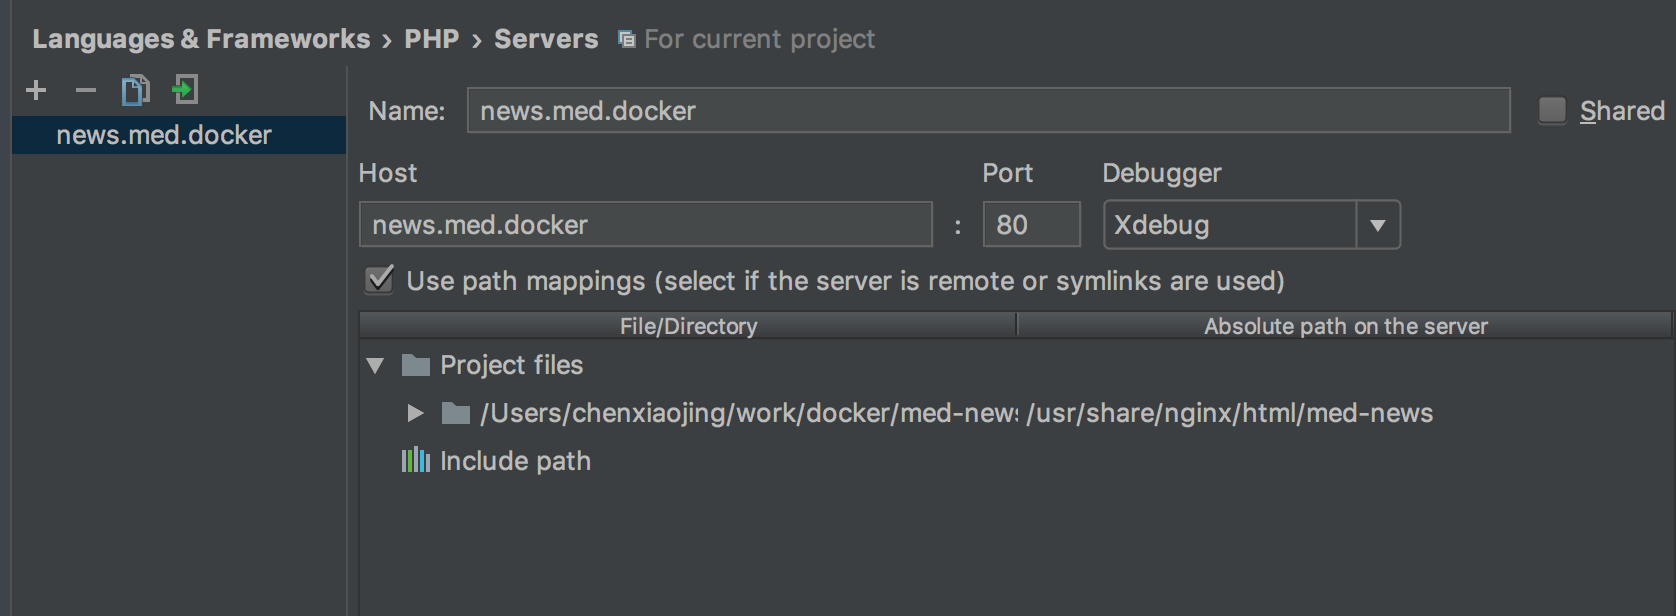 Languages & Frameworks › PHP › Servers For current project
news.med.docker
Name: news.med.docker Shared
Host Port Debugger
news.med.docker : 80 Xdebug
Use path mappings (select if the server is remote or symlinks are used)
File/Directory Absolute path on the server
Project files
/Users/chenxiaojing/work/docker/med-news /usr/share/nginx/html/med-news
Include path